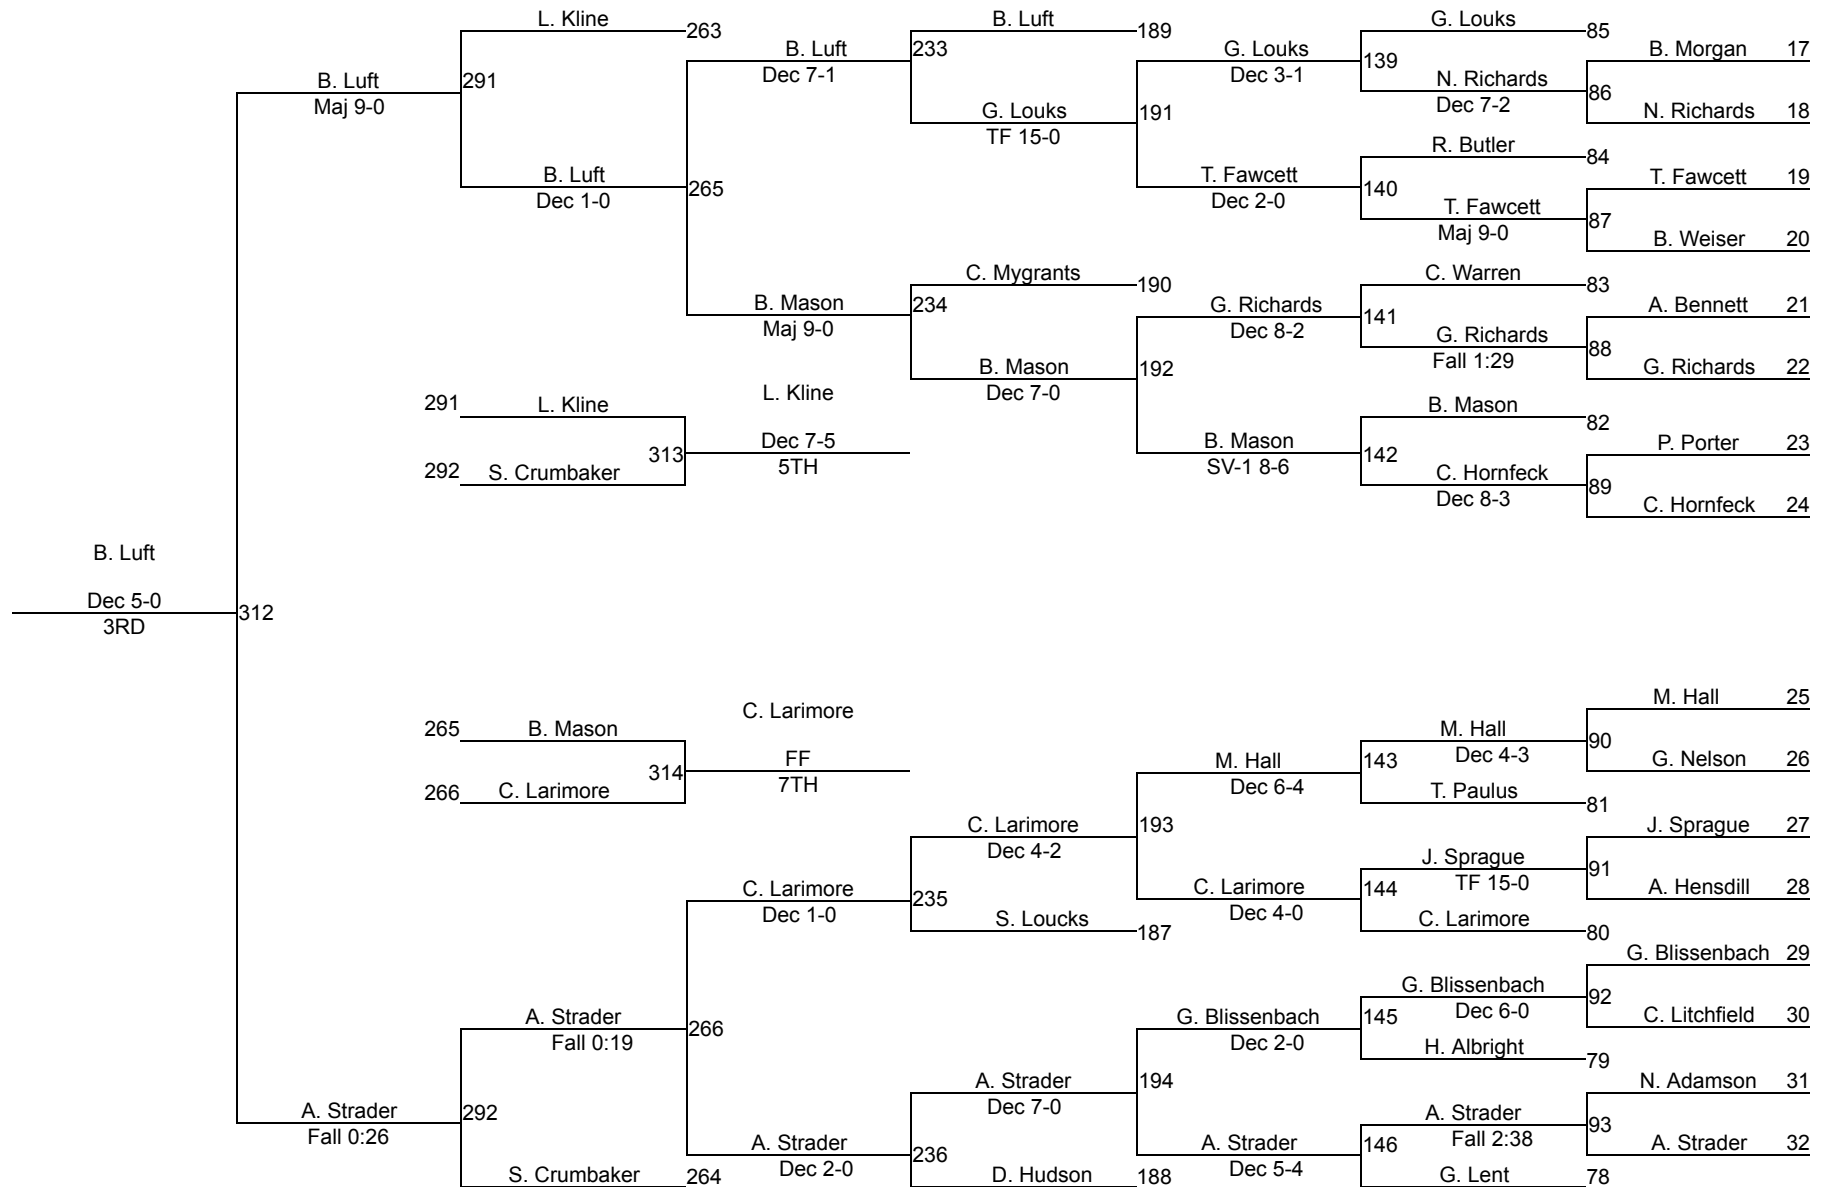 L. Kline
263
B. Luft
189
G. Louks
85
B. Morgan 17
B. Luft
Dec 7-1
233
G. Louks
Dec 3-1
139
N. Richards
Dec 7-2
86
N. Richards 18
B. Luft
Maj 9-0
291
G. Louks
TF 15-0
191
R. Butler
84
T. Fawcett 19
B. Luft
Dec 1-0
265
T. Fawcett
Dec 2-0
140
T. Fawcett
Maj 9-0
87
B. Weiser 20
C. Mygrants
190
C. Warren
83
A. Bennett 21
B. Mason
Maj 9-0
234
G. Richards
Dec 8-2
141
G. Richards
Fall 1:29
88
G. Richards 22
B. Mason
Dec 7-0
192
291 L. Kline
L. Kline
Dec 7-5
5TH
313
292 S. Crumbaker
B. Mason
82
P. Porter 23
B. Mason
SV-1 8-6
142
C. Hornfeck
Dec 8-3
89
C. Hornfeck 24
B. Luft
Dec 5-0
3RD
312
M. Hall 25
C. Larimore
265 B. Mason
FF
7TH
314
266 C. Larimore
M. Hall
Dec 4-3
90
G. Nelson 26
M. Hall
Dec 6-4
143
T. Paulus
81
C. Larimore
Dec 4-2
193
J. Sprague 27
J. Sprague
TF 15-0
91
A. Hensdill 28
C. Larimore
Dec 1-0
235
C. Larimore
Dec 4-0
144
C. Larimore
80
S. Loucks
187
G. Blissenbach 29
G. Blissenbach
Dec 6-0
92
C. Litchfield 30
A. Strader
Fall 0:19
266
G. Blissenbach
Dec 2-0
145
H. Albright
79
A. Strader
Dec 7-0
194
N. Adamson 31
A. Strader
Fall 0:26
292
A. Strader
Dec 2-0
236
A. Strader
Dec 5-4
146
A. Strader
Fall 2:38
93
A. Strader 32
S. Crumbaker
264
D. Hudson
188
G. Lent
78